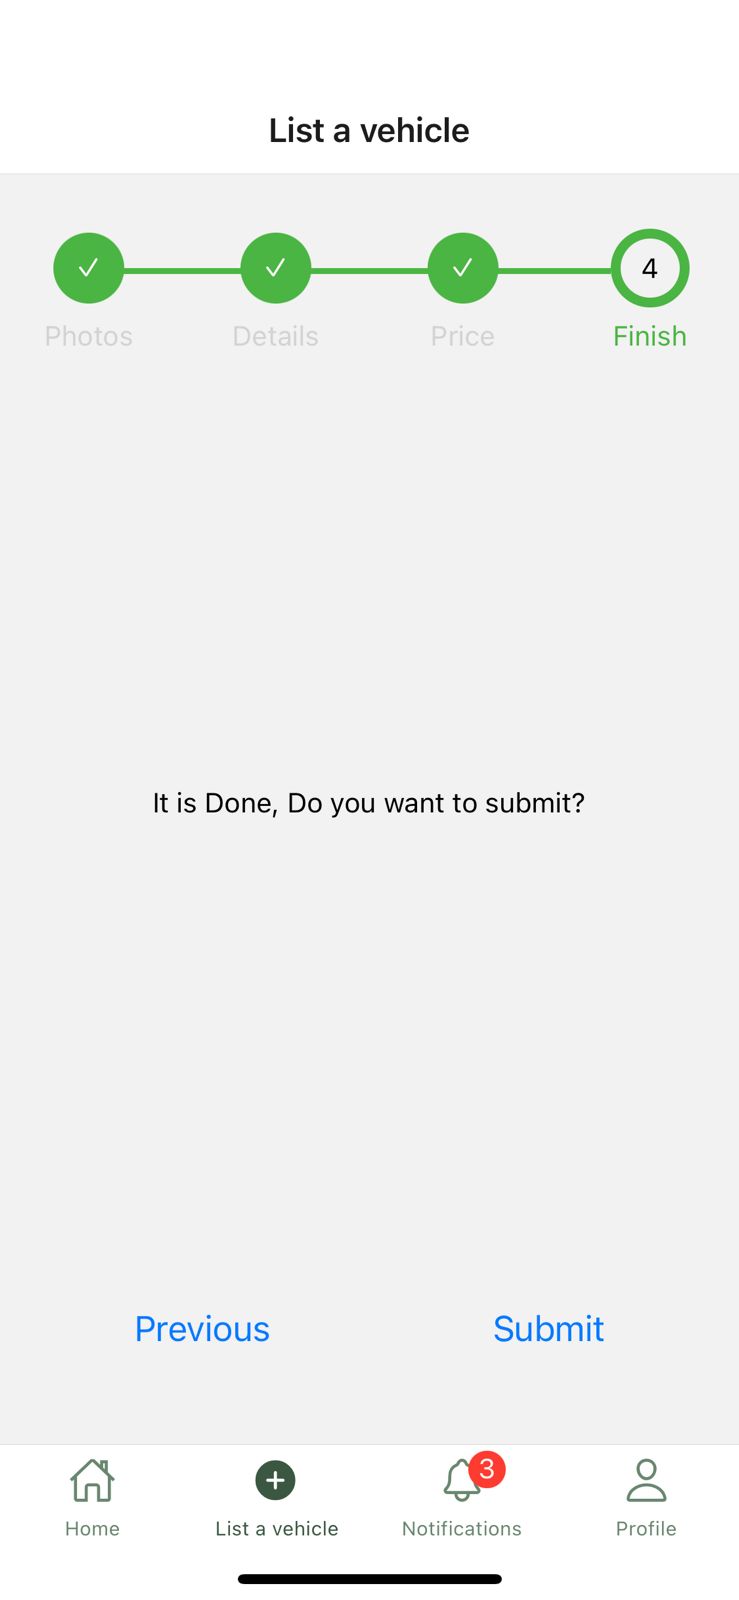 List a vehicle
4
Photos
Details
Price
Finish
It is Done, Do you want to submit?
Previous
Submit
3
Home
List a vehicle
Notifications
Profile